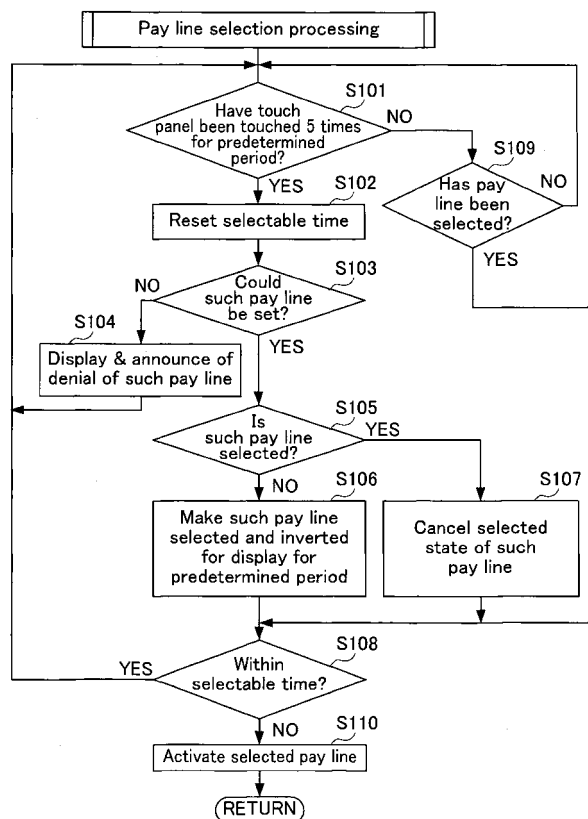 Pay line selection processing
S101
Have touch
panel been touched 5 times
for predetermined
period?
NO
YES
S109
Has pay
line been
selected?
NO
YES
S102
Reset selectable time
S103
Could
such pay line
be set?
NO
YES
S104
Display & announce of
denial of such pay line
S105
Is
such pay line
selected?
YES
NO
S106
Make such pay line
selected and inverted
for display for
predetermined period
S107
Cancel selected
state of such
pay line
S108
Within
selectable time?
YES
NO
S110
Activate selected pay line
RETURN